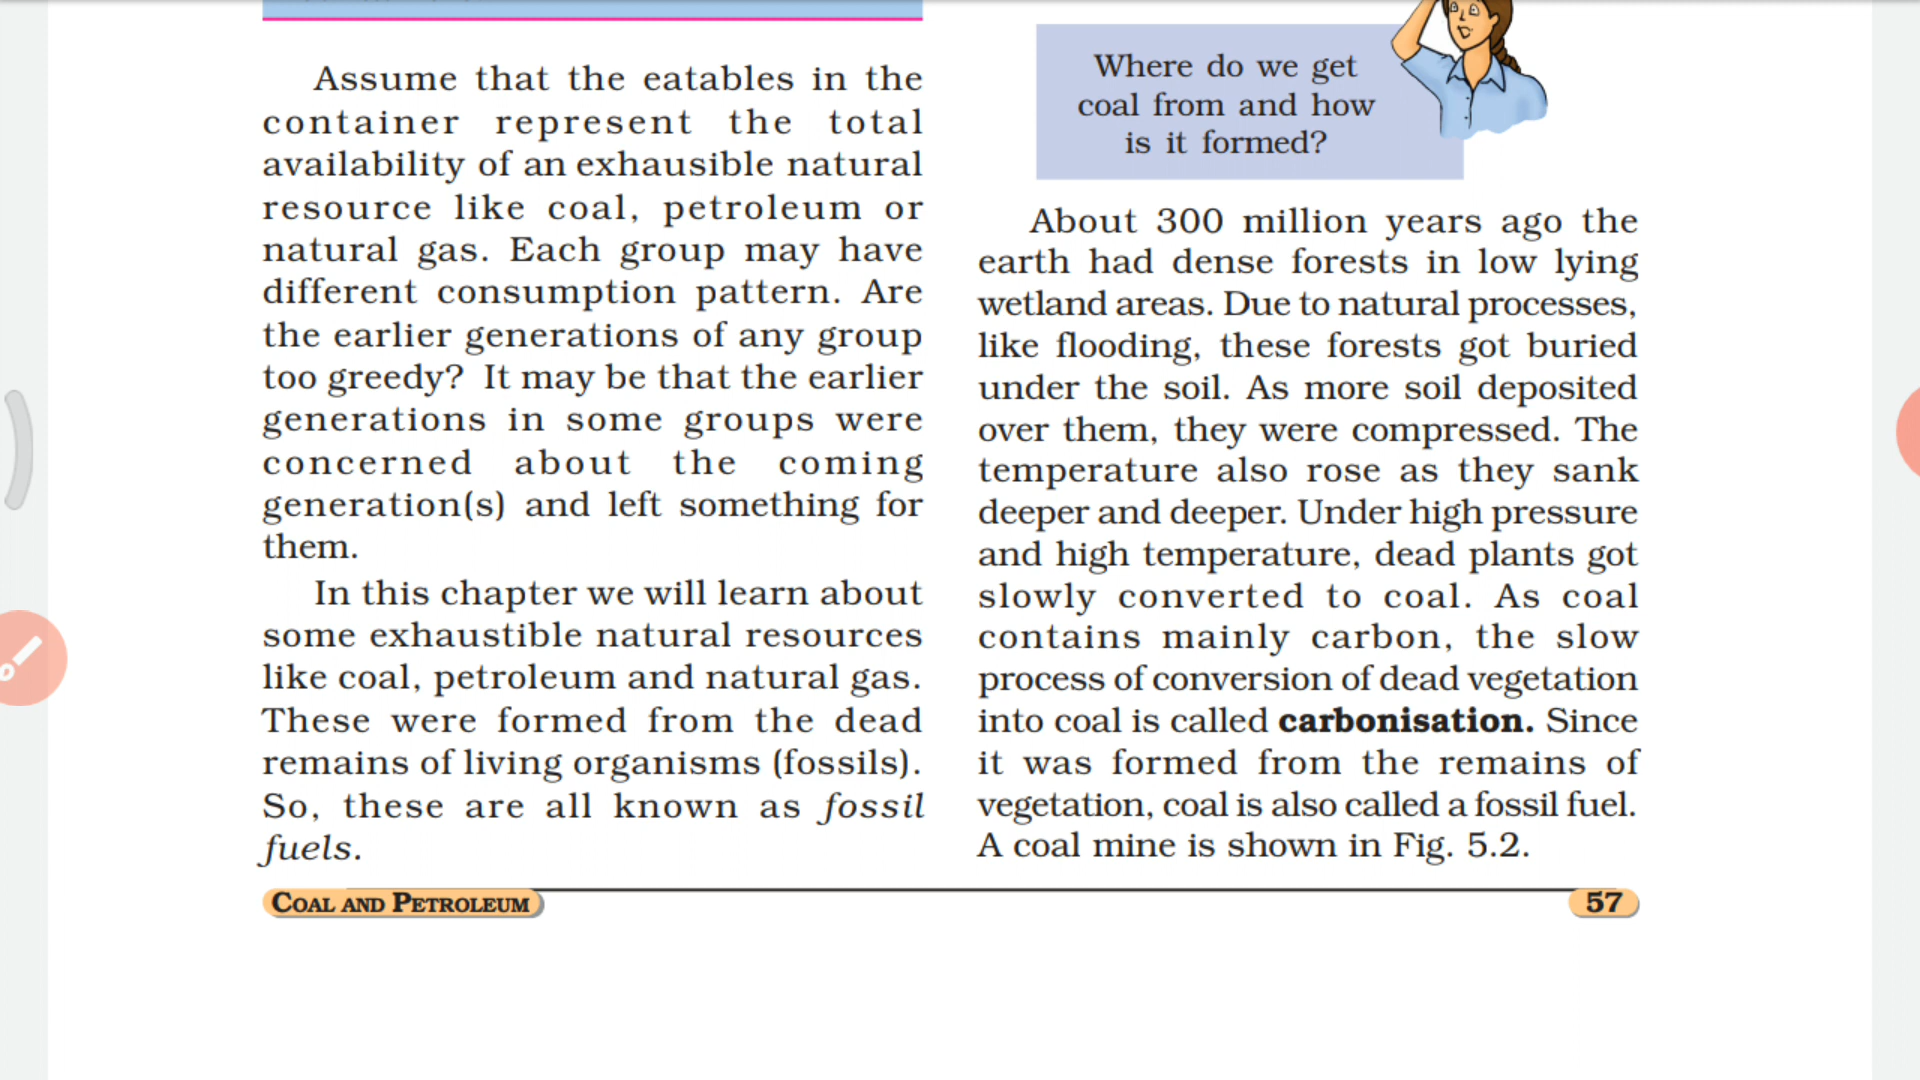 Assume that the eatables in the
container represent the total
availability of an exhausible natural
resource like coal, petroleum or
natural gas. Each group may have
different consumption pattern. Are
the earlier generations of any group
too greedy? It may be that the earlier
generations in some groups were
concerned about the coming
generation(s) and left something for
them.
In this chapter we will learn about
some exhaustible natural resources
like coal, petroleum and natural gas.
These were formed from the dead
remains of living organisms (fossils).
So, these are all known as fossil
fuels.
Where do we get
coal from and how
is it formed?
About 300 million years ago the
earth had dense forests in low lying
wetland areas. Due to natural processes,
like flooding, these forests got buried
under the soil. As more soil deposited
over them, they were compressed. The
temperature also rose as they sank
deeper and deeper. Under high pressure
and high temperature, dead plants got
slowly converted to coal. As coal
contains mainly carbon, the slow
process of conversion of dead vegetation
into coal is called carbonisation. Since
it was formed from the remains of
vegetation, coal is also called a fossil fuel.
A coal mine is shown in Fig. 5.2.
COAL AND PETROLEUM
57